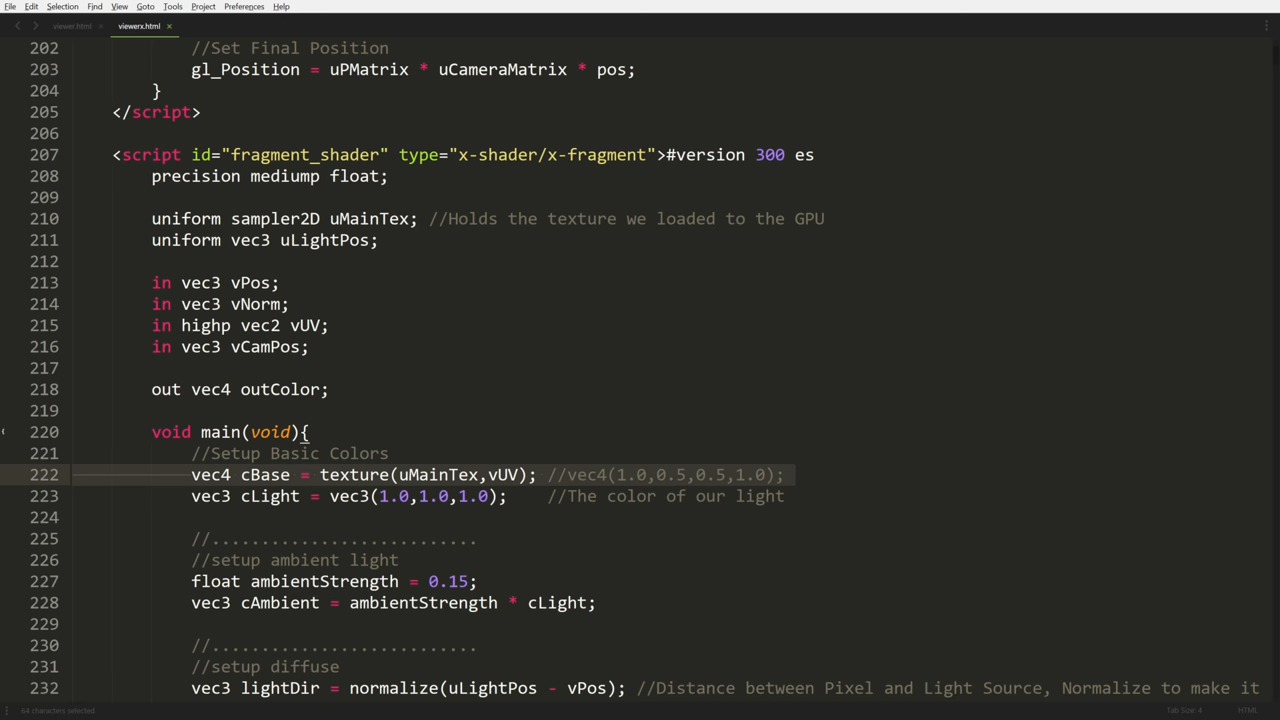 File Edit Selection Find View Goto Tools Project Preferences Help
viewer.html × viewerx.html ×
202 //Set Final Position
203 gl_Position = uPMatrix * uCameraMatrix * pos;
204 }
205 </script>
206
207 <script id="fragment_shader" type="x-shader/x-fragment">#version 300 es
208 precision mediump float;
209
210 uniform sampler2D uMainTex; //Holds the texture we loaded to the GPU
211 uniform vec3 uLightPos;
212
213 in vec3 vPos;
214 in vec3 vNorm;
215 in highp vec2 vUV;
216 in vec3 vCamPos;
217
218 out vec4 outColor;
219
220 void main(void){
221 //Setup Basic Colors
222 vec4 cBase = texture(uMainTex,vUV); //vec4(1.0,0.5,0.5,1.0);
223 vec3 cLight = vec3(1.0,1.0,1.0); //The color of our light
224
225 //...........................
226 //setup ambient light
227 float ambientStrength = 0.15;
228 vec3 cAmbient = ambientStrength * cLight;
229
230 //...........................
231 //setup diffuse
232 vec3 lightDir = normalize(uLightPos - vPos); //Distance between Pixel and Light Source, Normalize to make it
64 characters selected Tab Size: 4 HTML